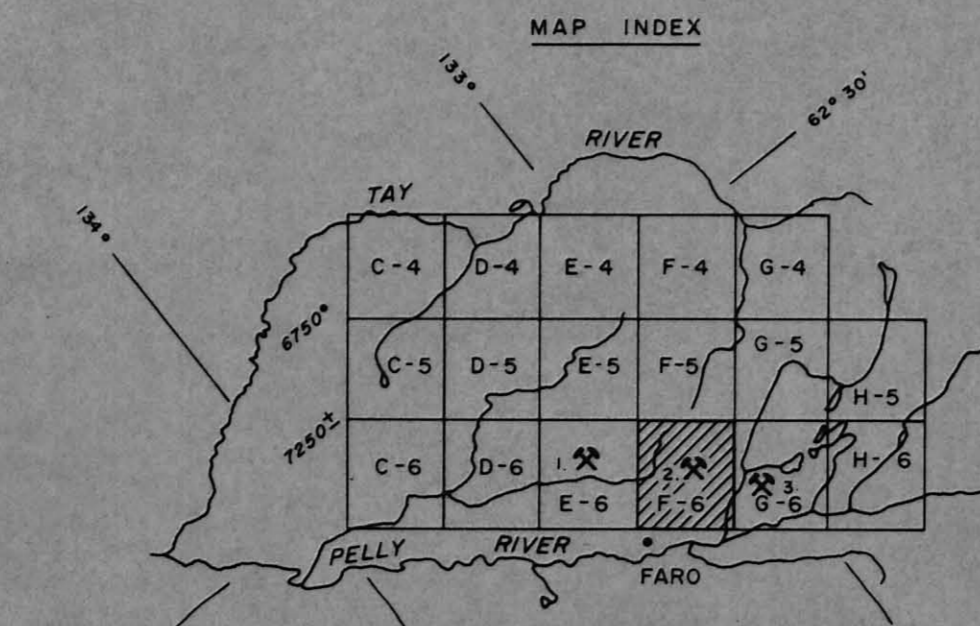 MAP INDEX
133°
62° 30'
RIVER
TAY
134°
C-4 D-4 E-4 F-4 G-4
6750°
G-5
C-5 D-5 E-5 F-5
H-5
7250±
C-6 D-6 1. 2. 3. H-6
E-6 F-6 G-6
PELLY RIVER
FARO